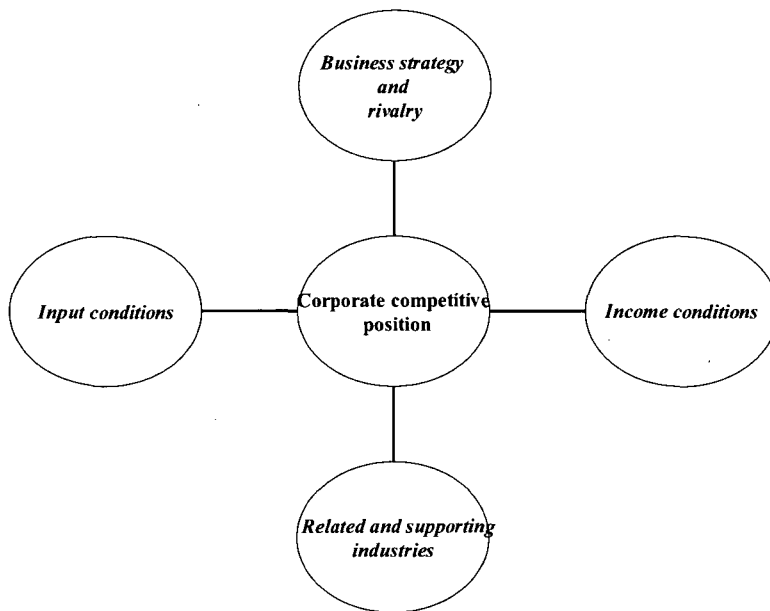 Business strategy
and
rivalry
Input conditions
Corporate competitive
position
Income conditions
Related and supporting
industries